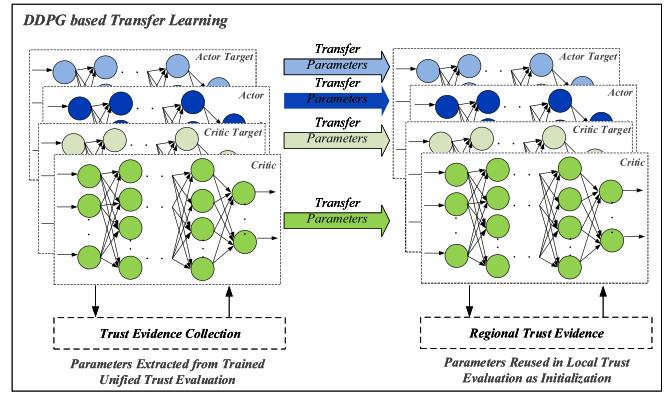 DDPG based Transfer Learning
Actor Target
Actor
Critic Target
Critic
Transfer
Parameters
Transfer
Parameters
Transfer
Parameters
Transfer
Parameters
Actor Target
Actor
Critic Target
Critic
Trust Evidence Collection
Regional Trust Evidence
Parameters Extracted from Trained
Unified Trust Evaluation
Parameters Reused in Local Trust
Evaluation as Initialization